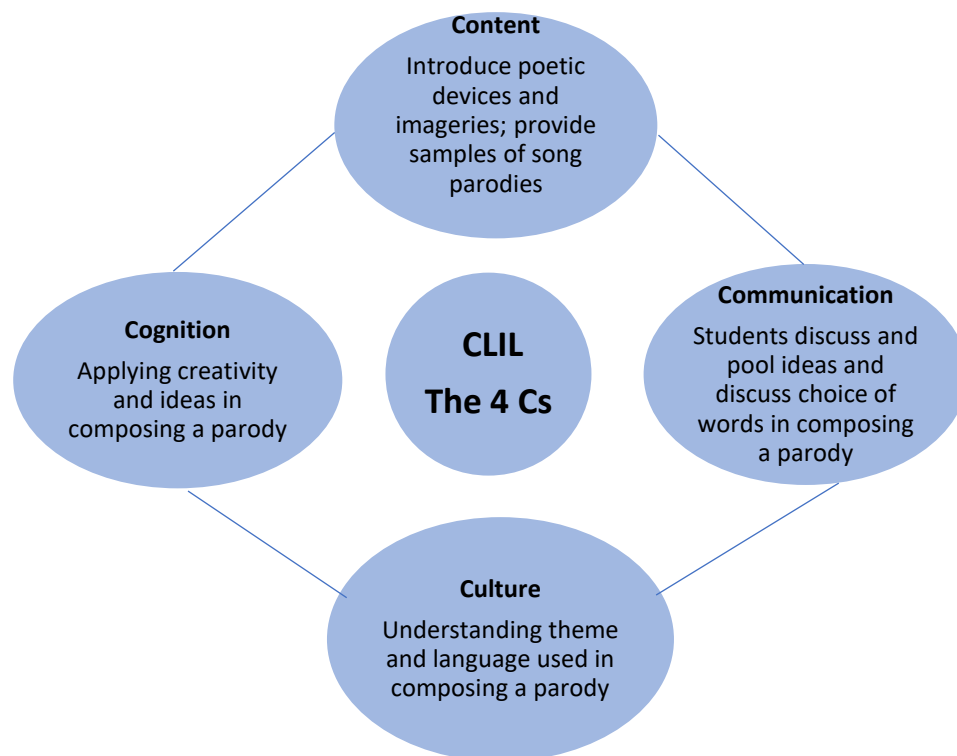 Content
Introduce poetic
devices and
imageries; provide
samples of song
parodies
Cognition
Applying creativity
and ideas in
composing a parody
CLIL
The 4 Cs
Communication
Students discuss and
pool ideas and
discuss choice of
words in composing
a parody
Culture
Understanding theme
and language used in
composing a parody